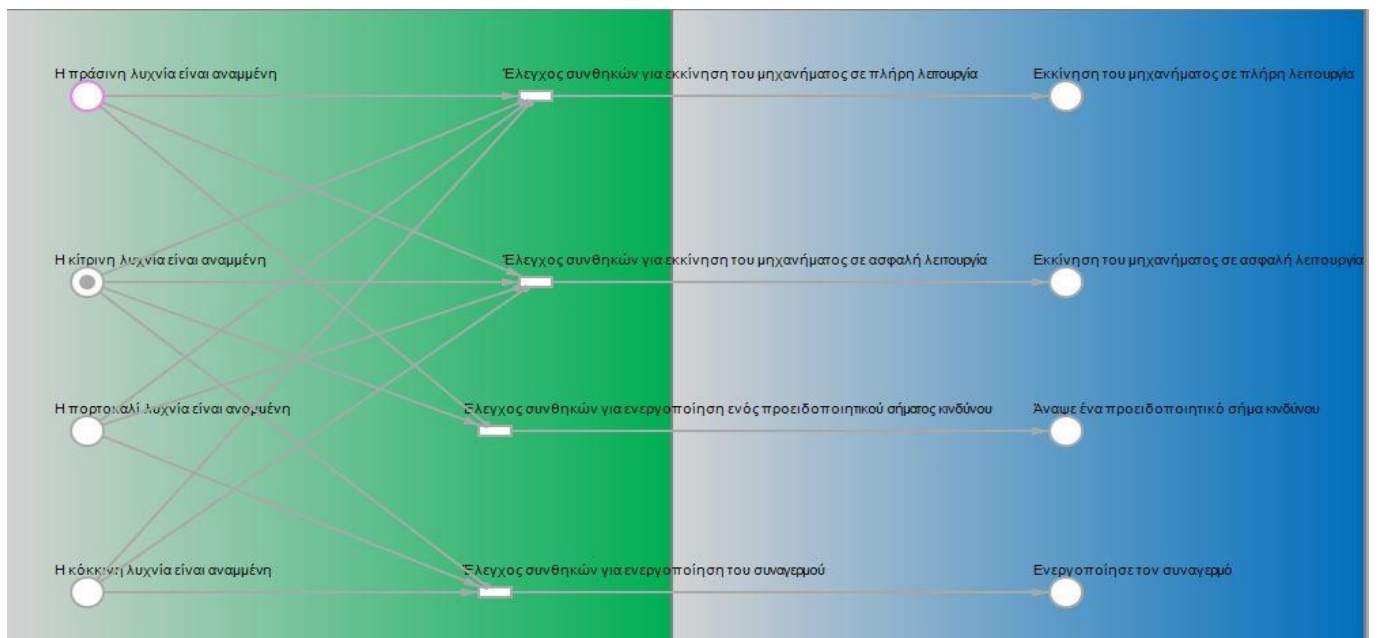 Η πράσινη λυχνία είναι αναμμένη
Έλεγχος συνθηκών για εκκίνηση του μηχανήματος σε πλήρη λειτουργία
Εκκίνηση του μηχανήματος σε πλήρη λειτουργία
Η κίτρινη λυχνία είναι αναμμένη
Έλεγχος συνθηκών για εκκίνηση του μηχανήματος σε ασφαλή λειτουργία
Εκκίνηση του μηχανήματος σε ασφαλή λειτουργία
Η πορτοκαλί λυχνία είναι αναμμένη
Έλεγχος συνθηκών για ενεργοποίηση ενός προειδοποιητικού σήματος κινδύνου
Άναψε ένα προειδοποιητικό σήμα κινδύνου
Η κόκκινη λυχνία είναι αναμμένη
Έλεγχος συνθηκών για ενεργοποίηση του συναγερμού
Ενεργοποίησε τον συναγερμό